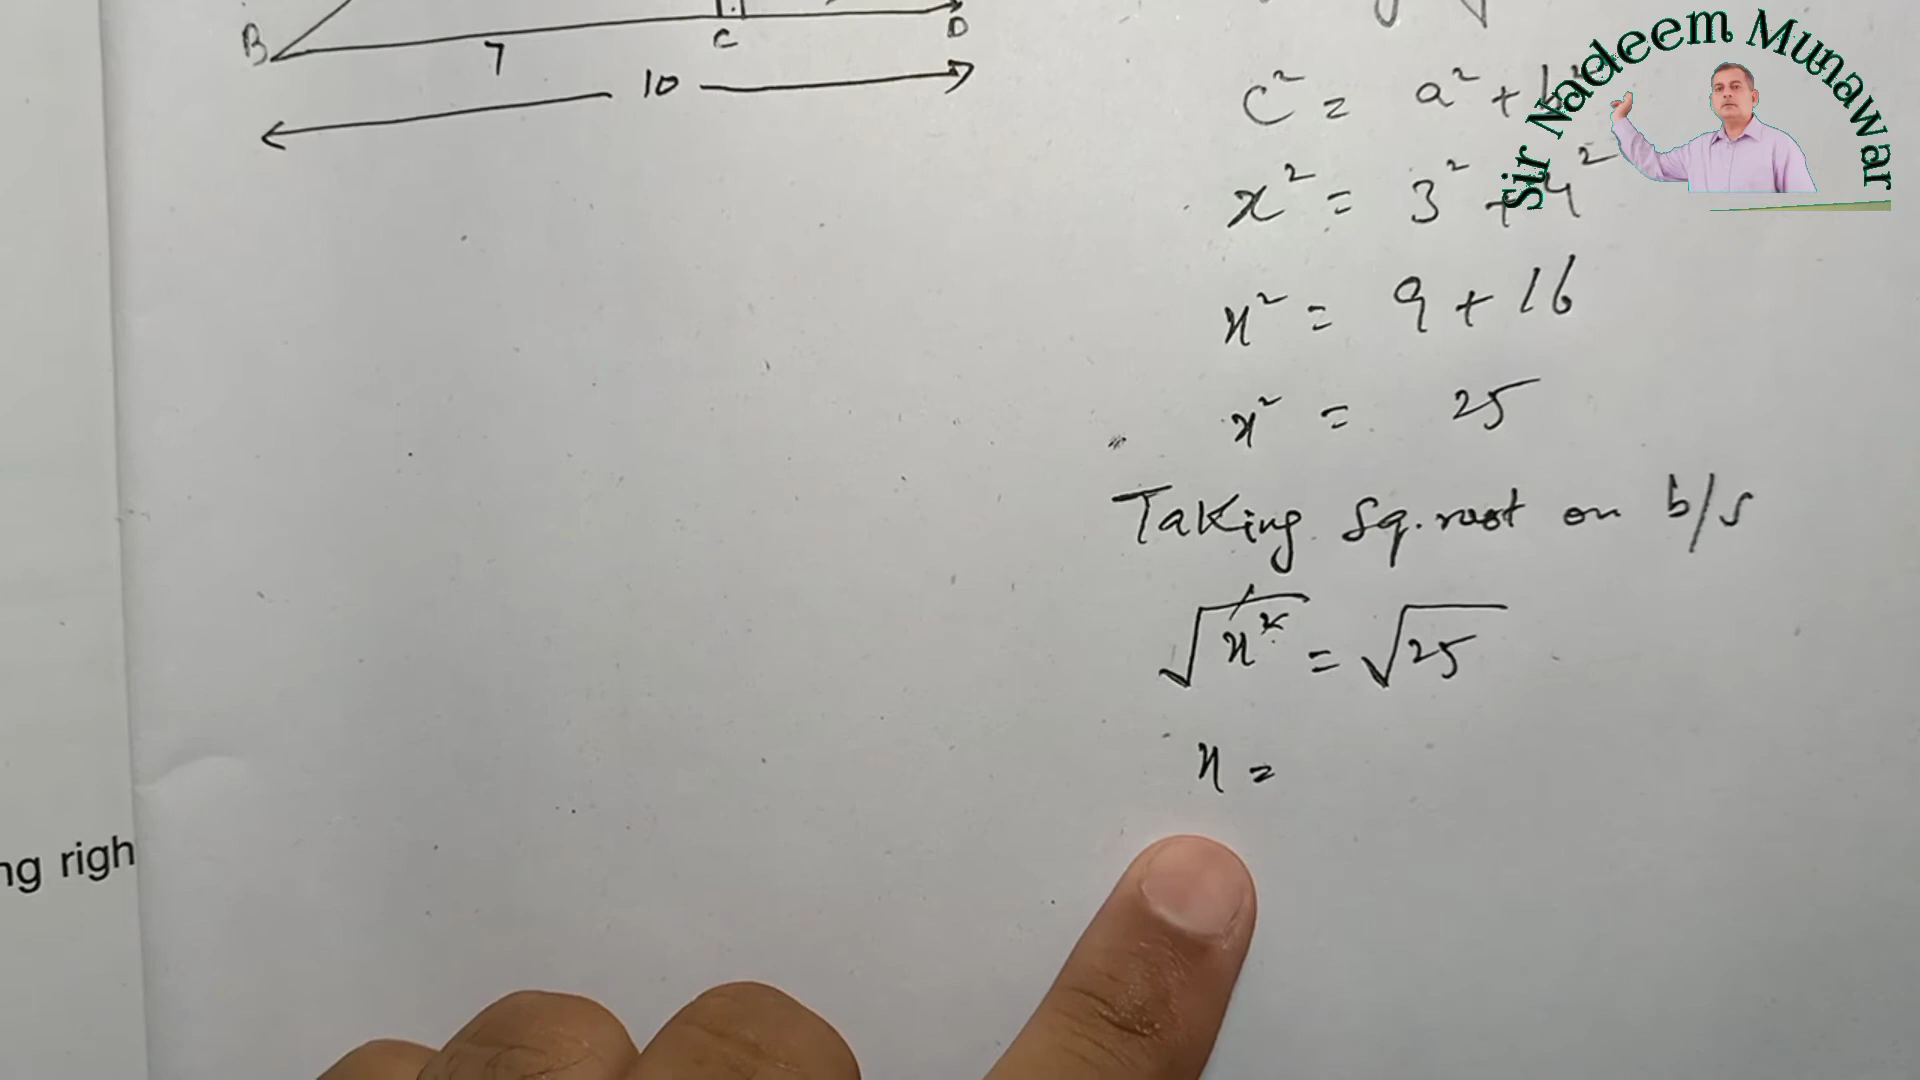 B
7
C
D
10
c² = a² + b²
x² = 3² + 4²
x² = 9 + 16
x² = 25
Taking Sq. root on b/s
√x² = √25
x =
ng righ
Sir Nadeem Munawar